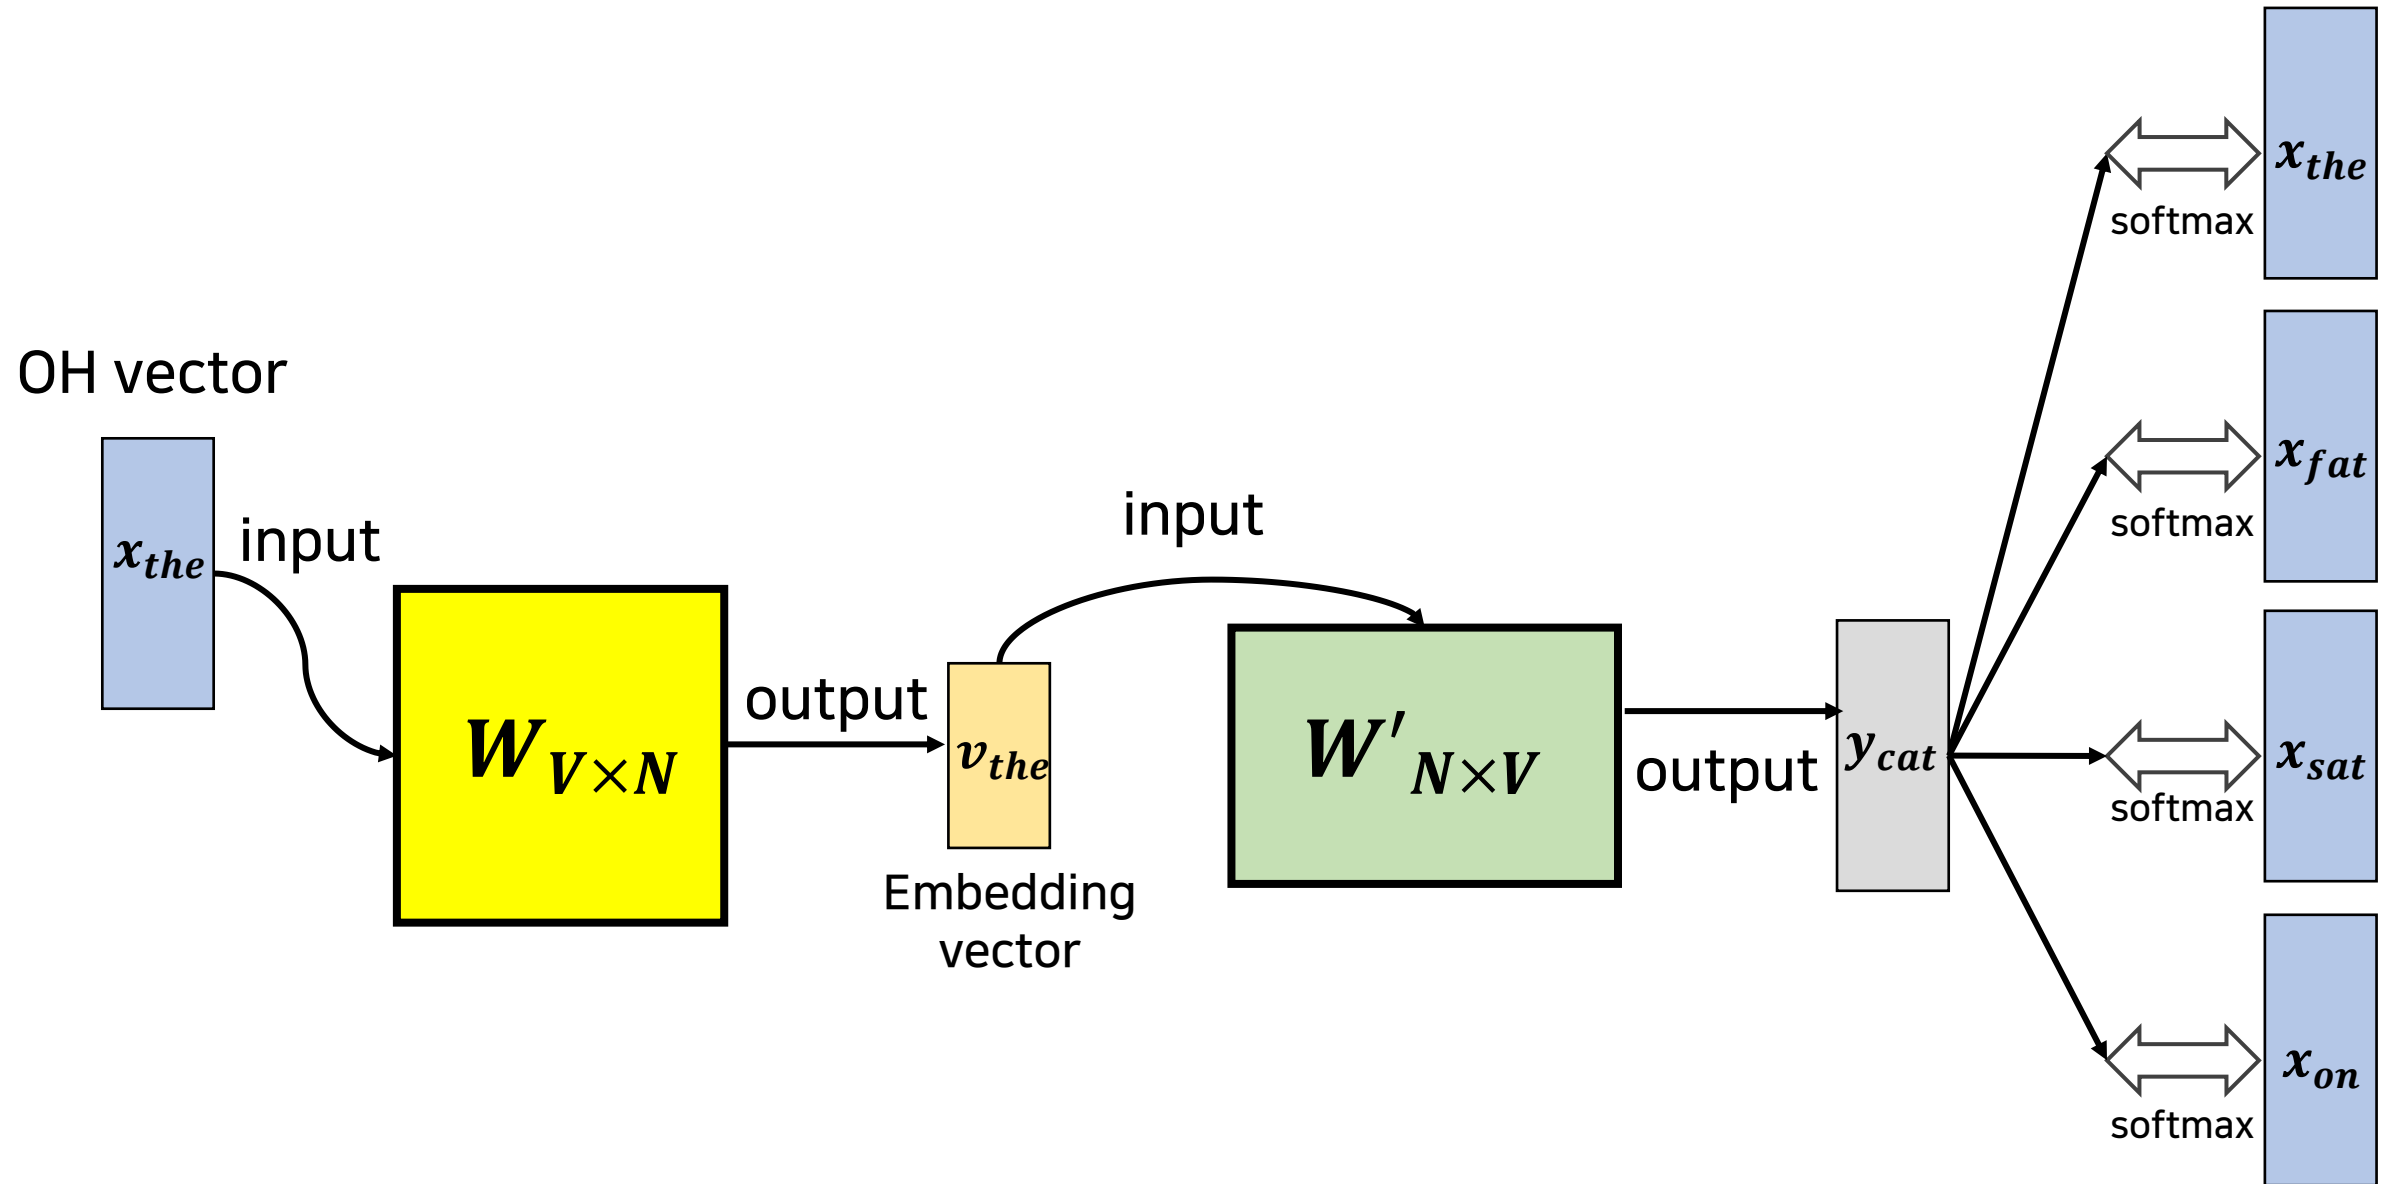 OH vector
x_the
input
W_V×N
output
v_the
Embedding
vector
input
W'_N×V
output
y_cat
softmax
x_the
softmax
x_fat
softmax
x_sat
softmax
x_on